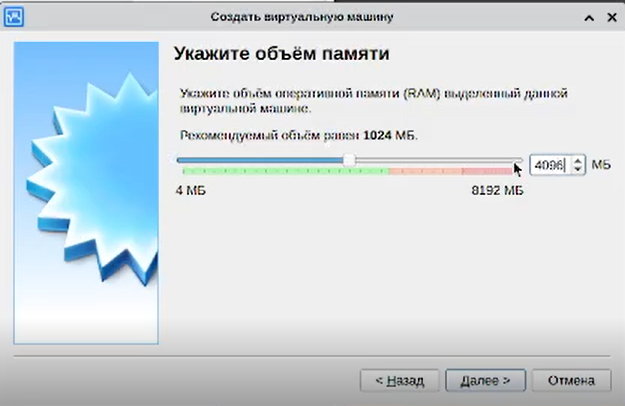 Создать виртуальную машину
Укажите объём памяти
Укажите объём оперативной памяти (RAM) выделенный данной
виртуальной машине.
Рекомендуемый объём равен 1024 МБ.
4096 МБ
4 МБ 8192 МБ
< Назад Далее > Отмена